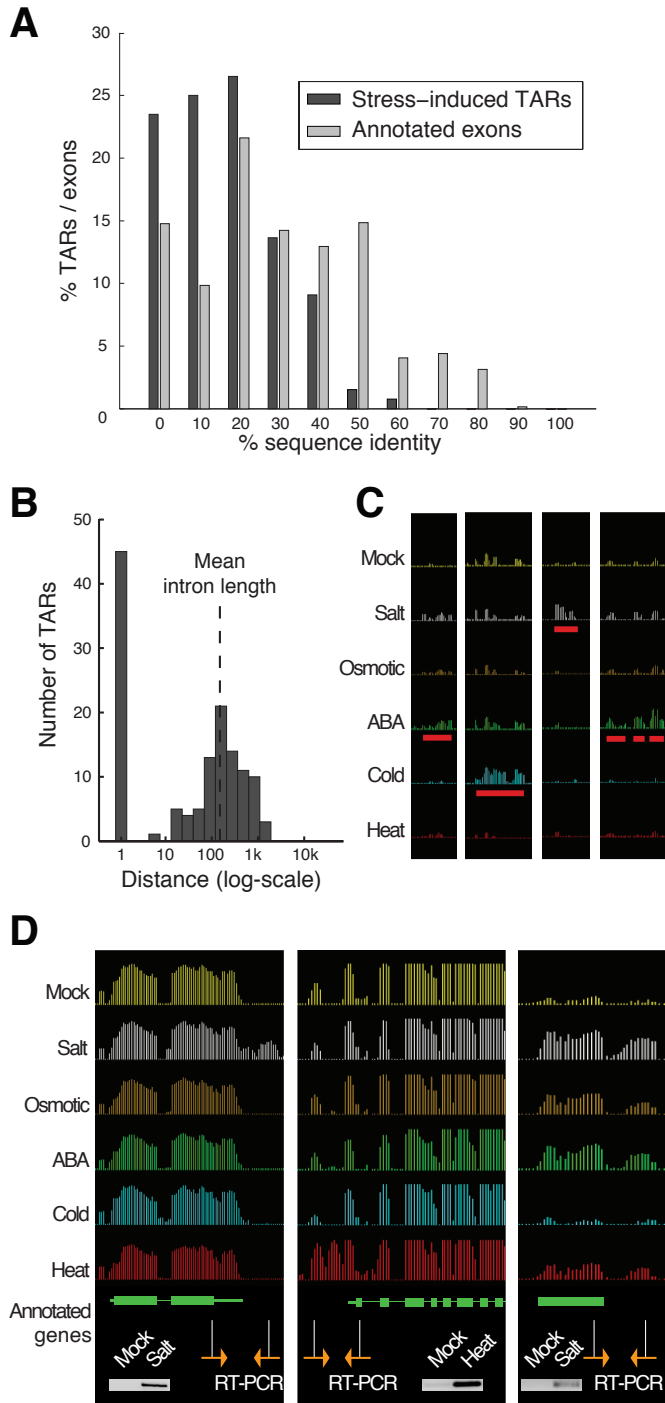 A
30
25
20
15
10
5
0
% TARs / exons
Stress–induced TARs
Annotated exons
0 10 20 30 40 50 60 70 80 90 100
% sequence identity
B
50
40
30
20
10
0
Number of TARs
Mean
intron length
1 10 100 1k 10k
Distance (log-scale)
C
Mock
Salt
Osmotic
ABA
Cold
Heat
D
Mock
Salt
Osmotic
ABA
Cold
Heat
Annotated
genes
Mock Salt RT-PCR
RT-PCR Mock Heat
Mock Salt RT-PCR